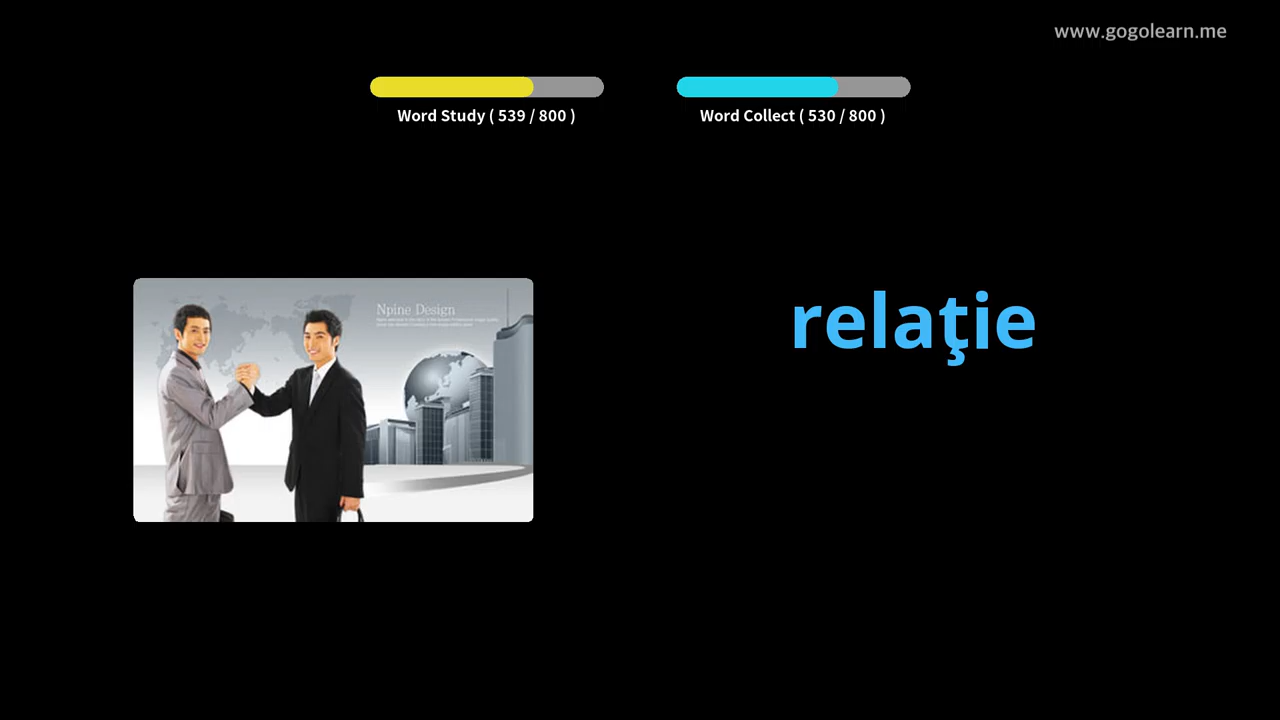 www.gogolearn.me
Word Study ( 539 / 800 )
Word Collect ( 530 / 800 )
Npine Design
relaţie